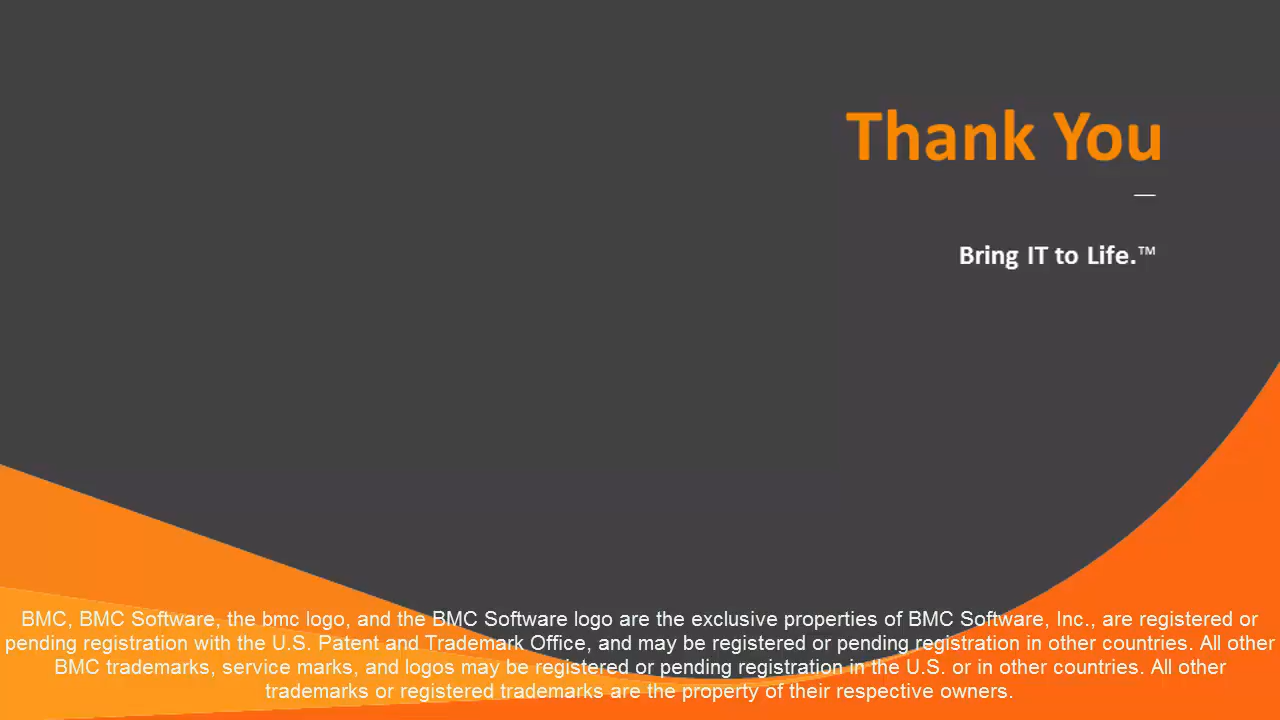 Thank You
Bring IT to Life.™
BMC, BMC Software, the bmc logo, and the BMC Software logo are the exclusive properties of BMC Software, Inc., are registered or
pending registration with the U.S. Patent and Trademark Office, and may be registered or pending registration in other countries. All other
BMC trademarks, service marks, and logos may be registered or pending registration in the U.S. or in other countries. All other
trademarks or registered trademarks are the property of their respective owners.